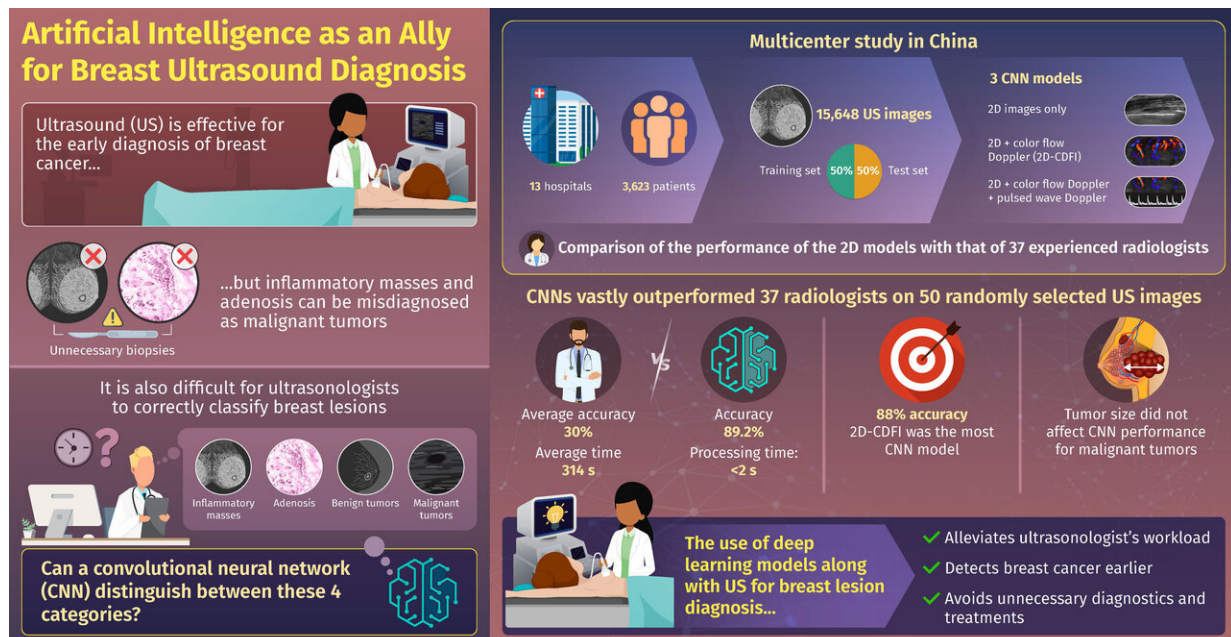 Artificial Intelligence as an Ally
for Breast Ultrasound Diagnosis
Ultrasound (US) is effective for
the early diagnosis of breast
cancer...
...but inflammatory masses and
adenosis can be misdiagnosed
as malignant tumors
Unnecessary biopsies
It is also difficult for ultrasonologists
to correctly classify breast lesions
?
Inflammatory
masses
Adenosis
Benign tumors
Malignant
tumors
Can a convolutional neural network
(CNN) distinguish between these 4
categories?
Multicenter study in China
13 hospitals
3,623 patients
15,648 US images
Training set
50%
50%
Test set
3 CNN models
2D images only
2D + color flow
Doppler (2D-CDFI)
2D + color flow Doppler
+ pulsed wave Doppler
Comparison of the performance of the 2D models with that of 37 experienced radiologists
CNNs vastly outperformed 37 radiologists on 50 randomly selected US images
Average accuracy
30%
Average time
314 s
VS
Accuracy
89.2%
Processing time:
<2 s
88% accuracy
2D-CDFI was the most
CNN model
Tumor size did not
affect CNN performance
for malignant tumors
The use of deep
learning models along
with US for breast lesion
diagnosis...
Alleviates ultrasonologist's workload
Detects breast cancer earlier
Avoids unnecessary diagnostics and
treatments